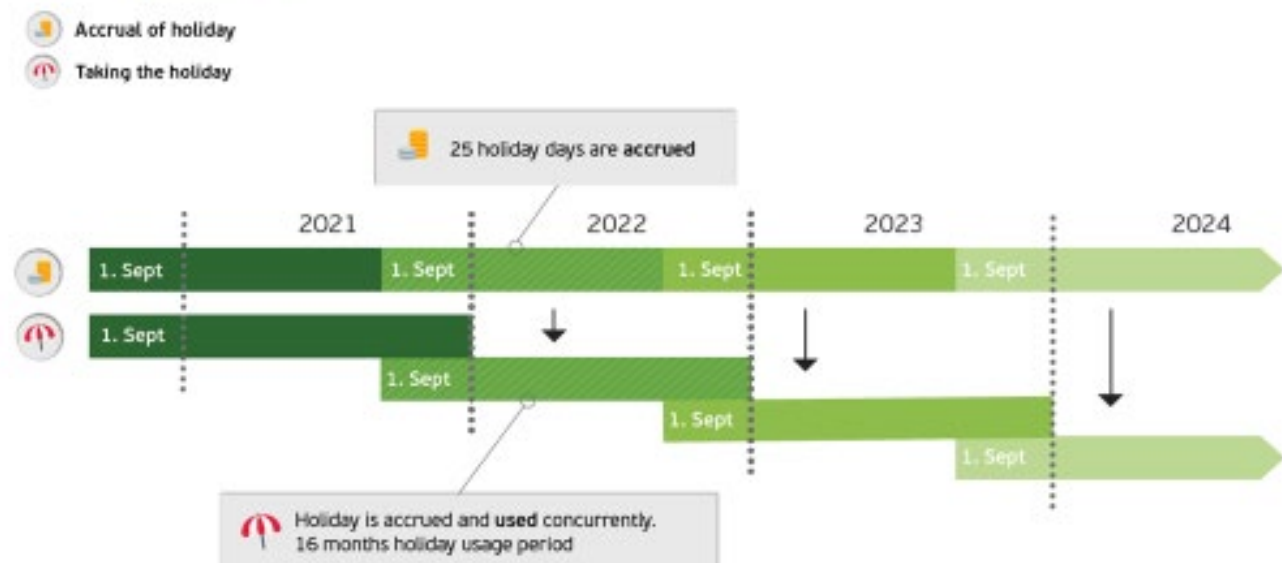 Accrual of holiday
Taking the holiday
25 holiday days are accrued
2021 2022 2023 2024
1. Sept 1. Sept 1. Sept 1. Sept
1. Sept
1. Sept
1. Sept
1. Sept
Holiday is accrued and used concurrently.
16 months holiday usage period